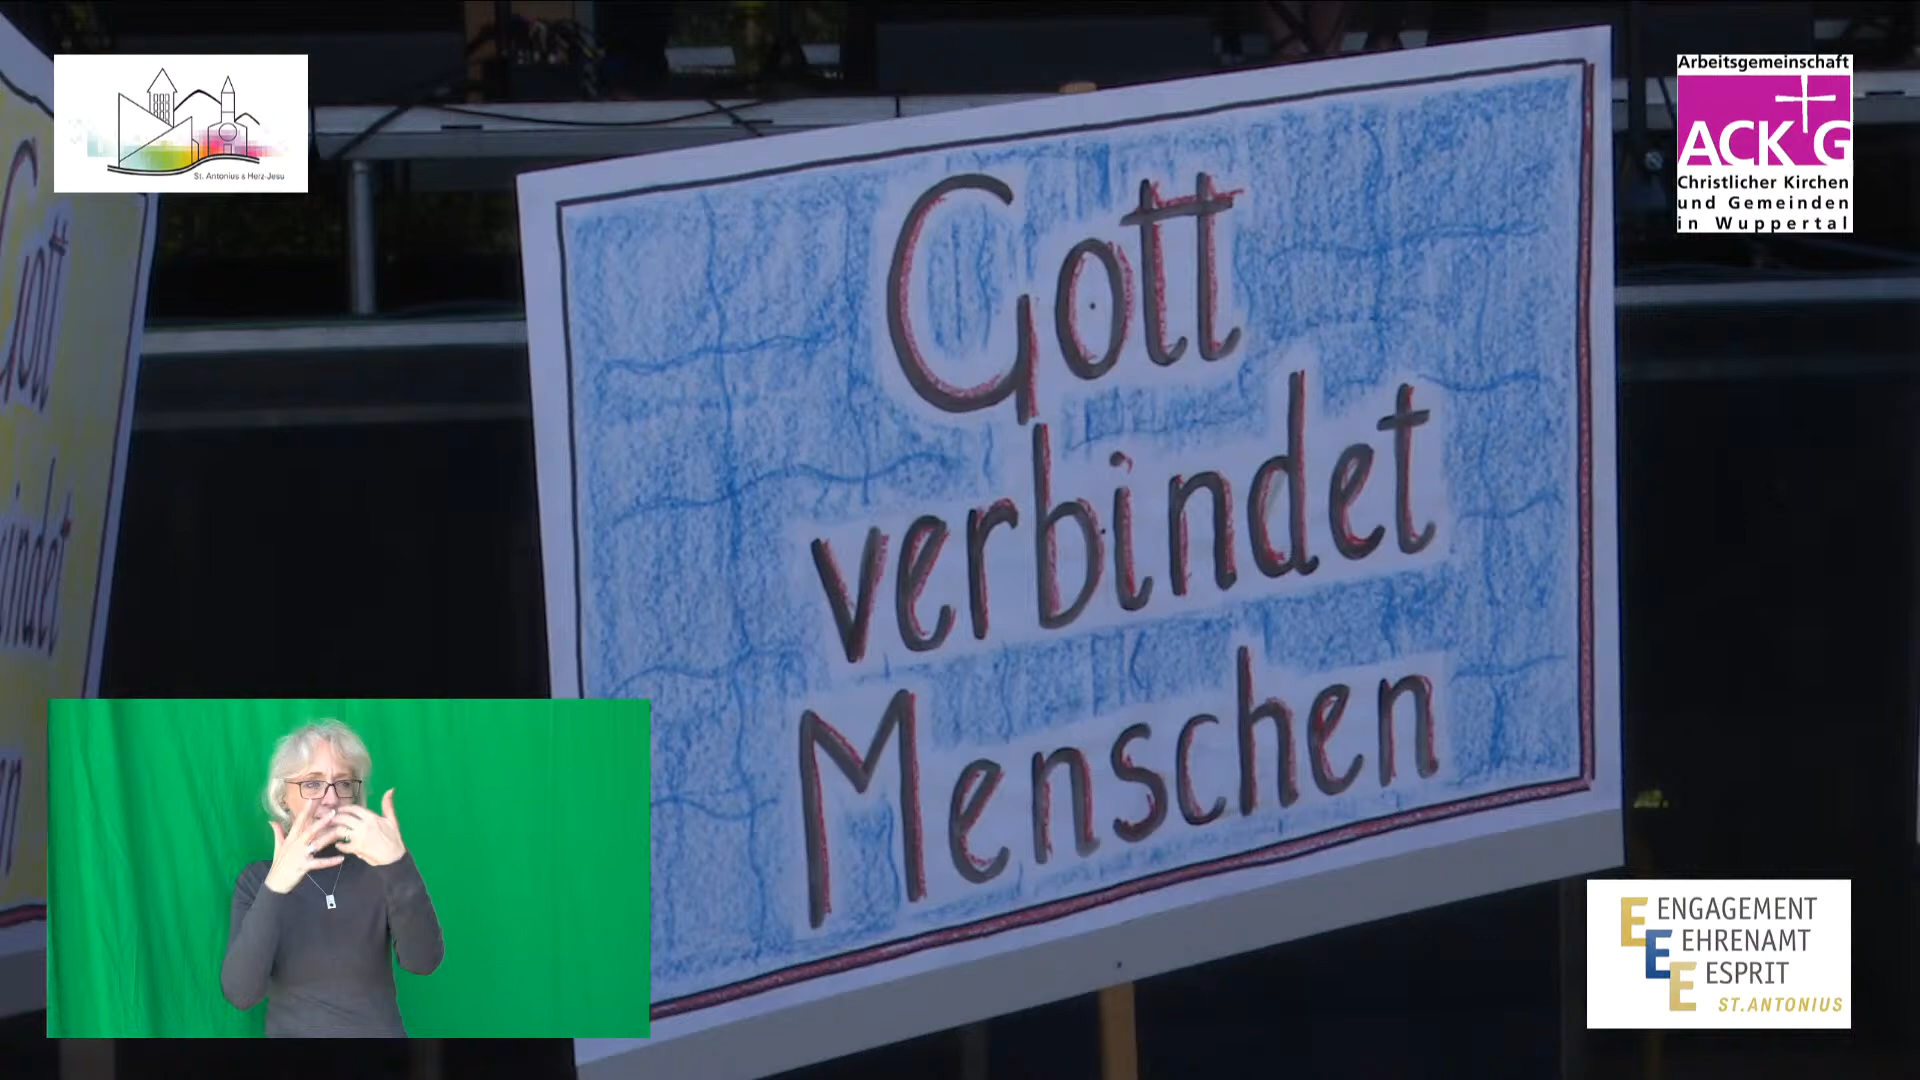 St. Antonius & Herz-Jesu
Arbeitsgemeinschaft
ACK G
Christlicher Kirchen
und Gemeinden
in Wuppertal
Gott
verbindet
Menschen
Gott
E ENGAGEMENT
E EHRENAMT
E ESPRIT
ST.ANTONIUS